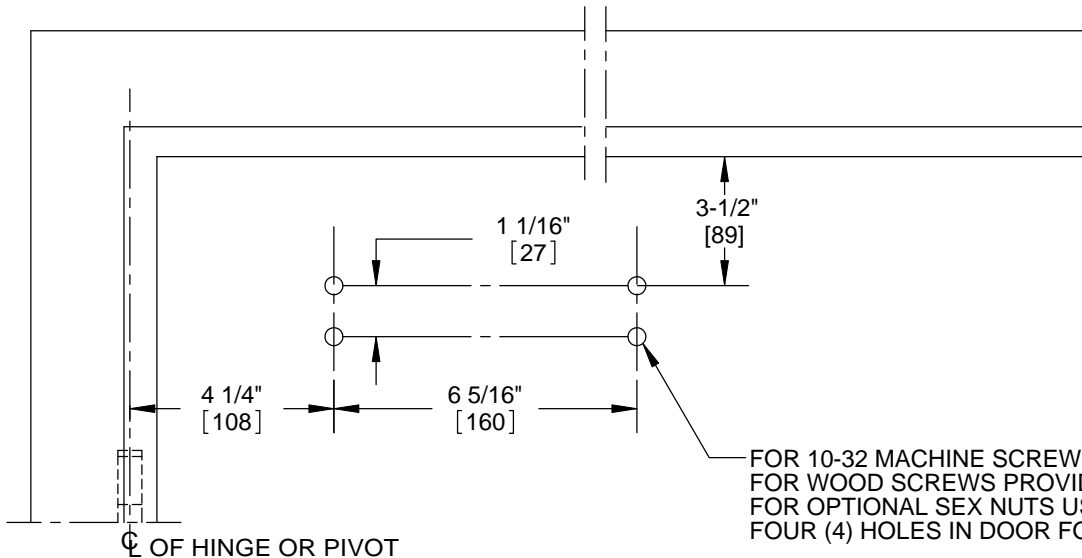 3-1/2"
[89]
1 1/16"
[27]
4 1/4"
[108]
6 5/16"
[160]
FOR 10-32 MACHINE SCREW
FOR WOOD SCREWS PROVID
FOR OPTIONAL SEX NUTS US
FOUR (4) HOLES IN DOOR FO
℄ OF HINGE OR PIVOT